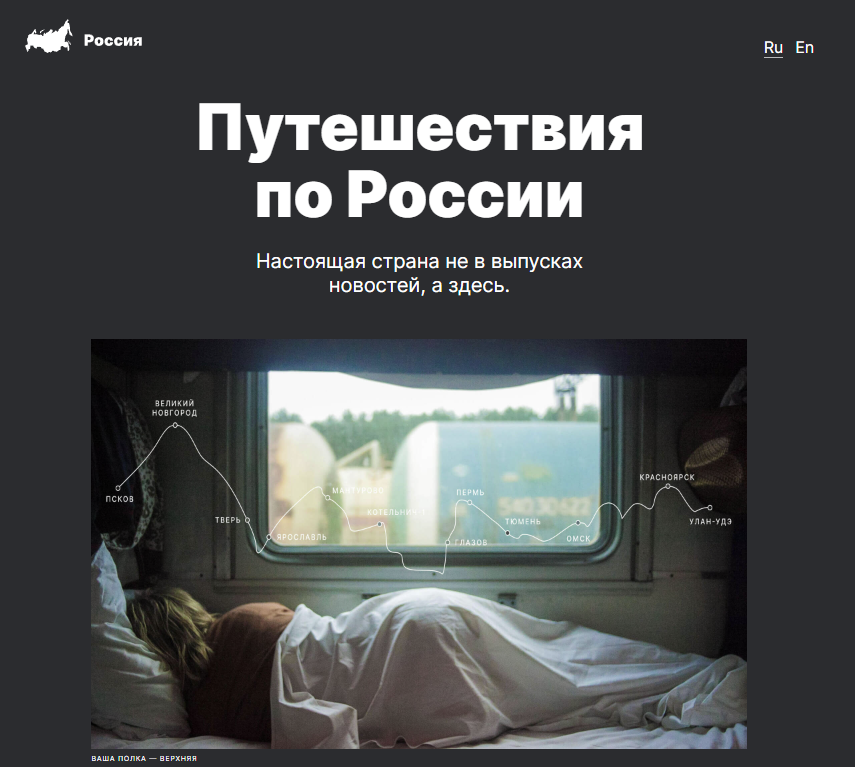 Россия
Ru En
Путешествия
по России
Настоящая страна не в выпусках
новостей, а здесь.
ВЕЛИКИЙ
НОВГОРОД
ПСКОВ
ТВЕРЬ
ЯРОСЛАВЛЬ
МАНТУРОВО
КОТЕЛЬНИЧ
ПЕРМЬ
ГЛАЗОВ
ТЮМЕНЬ
ОМСК
КРАСНОЯРСК
УЛАН-УДЭ
ВАША ПОЛКА — ВЕРХНЯЯ